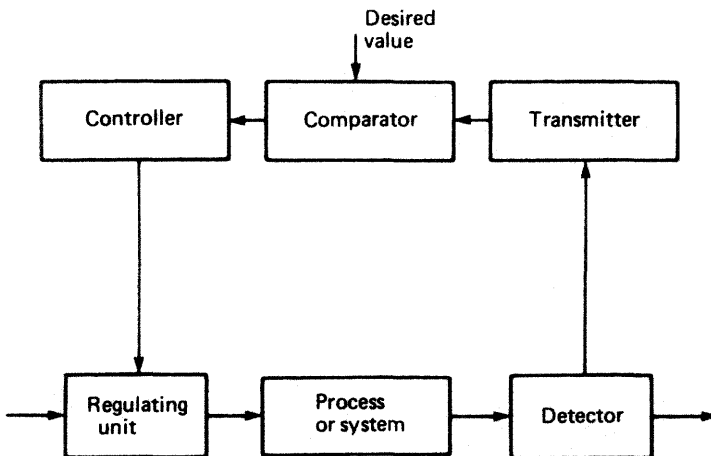 Desired
value
Controller
Comparator
Transmitter
Regulating
unit
Process
or system
Detector